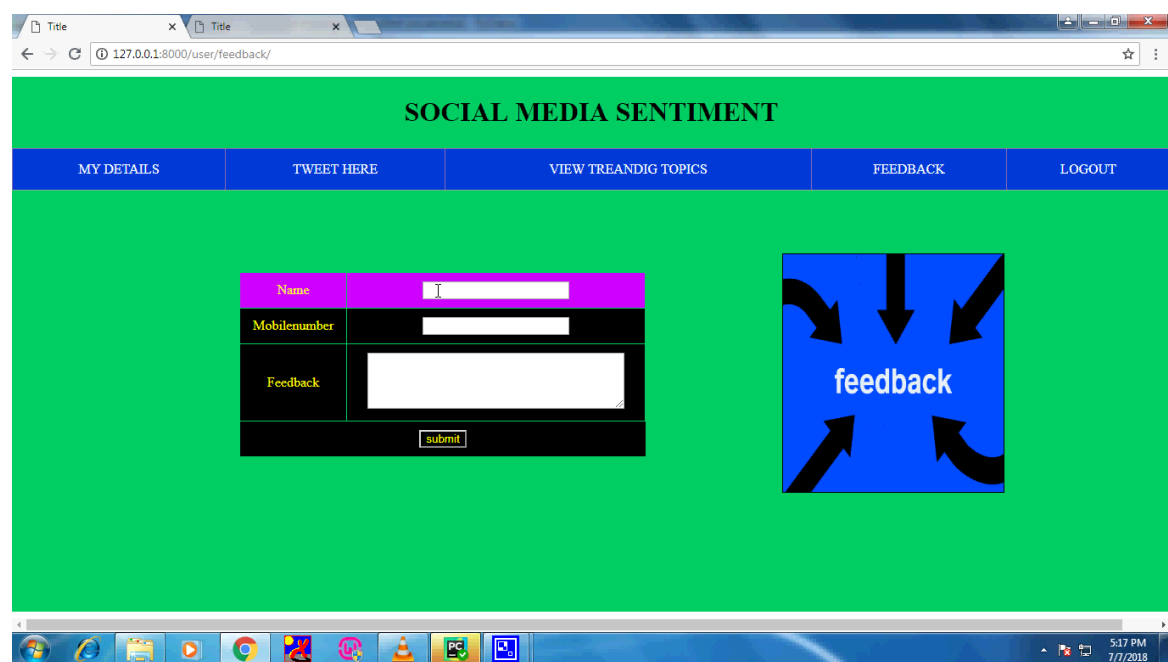 Title
Title
127.0.0.1:8000/user/feedback/
SOCIAL MEDIA SENTIMENT
MY DETAILS TWEET HERE VIEW TREANDIG TOPICS FEEDBACK LOGOUT
Name
Mobilenumber
Feedback
submit
feedback
PC
5:17 PM
7/7/2018